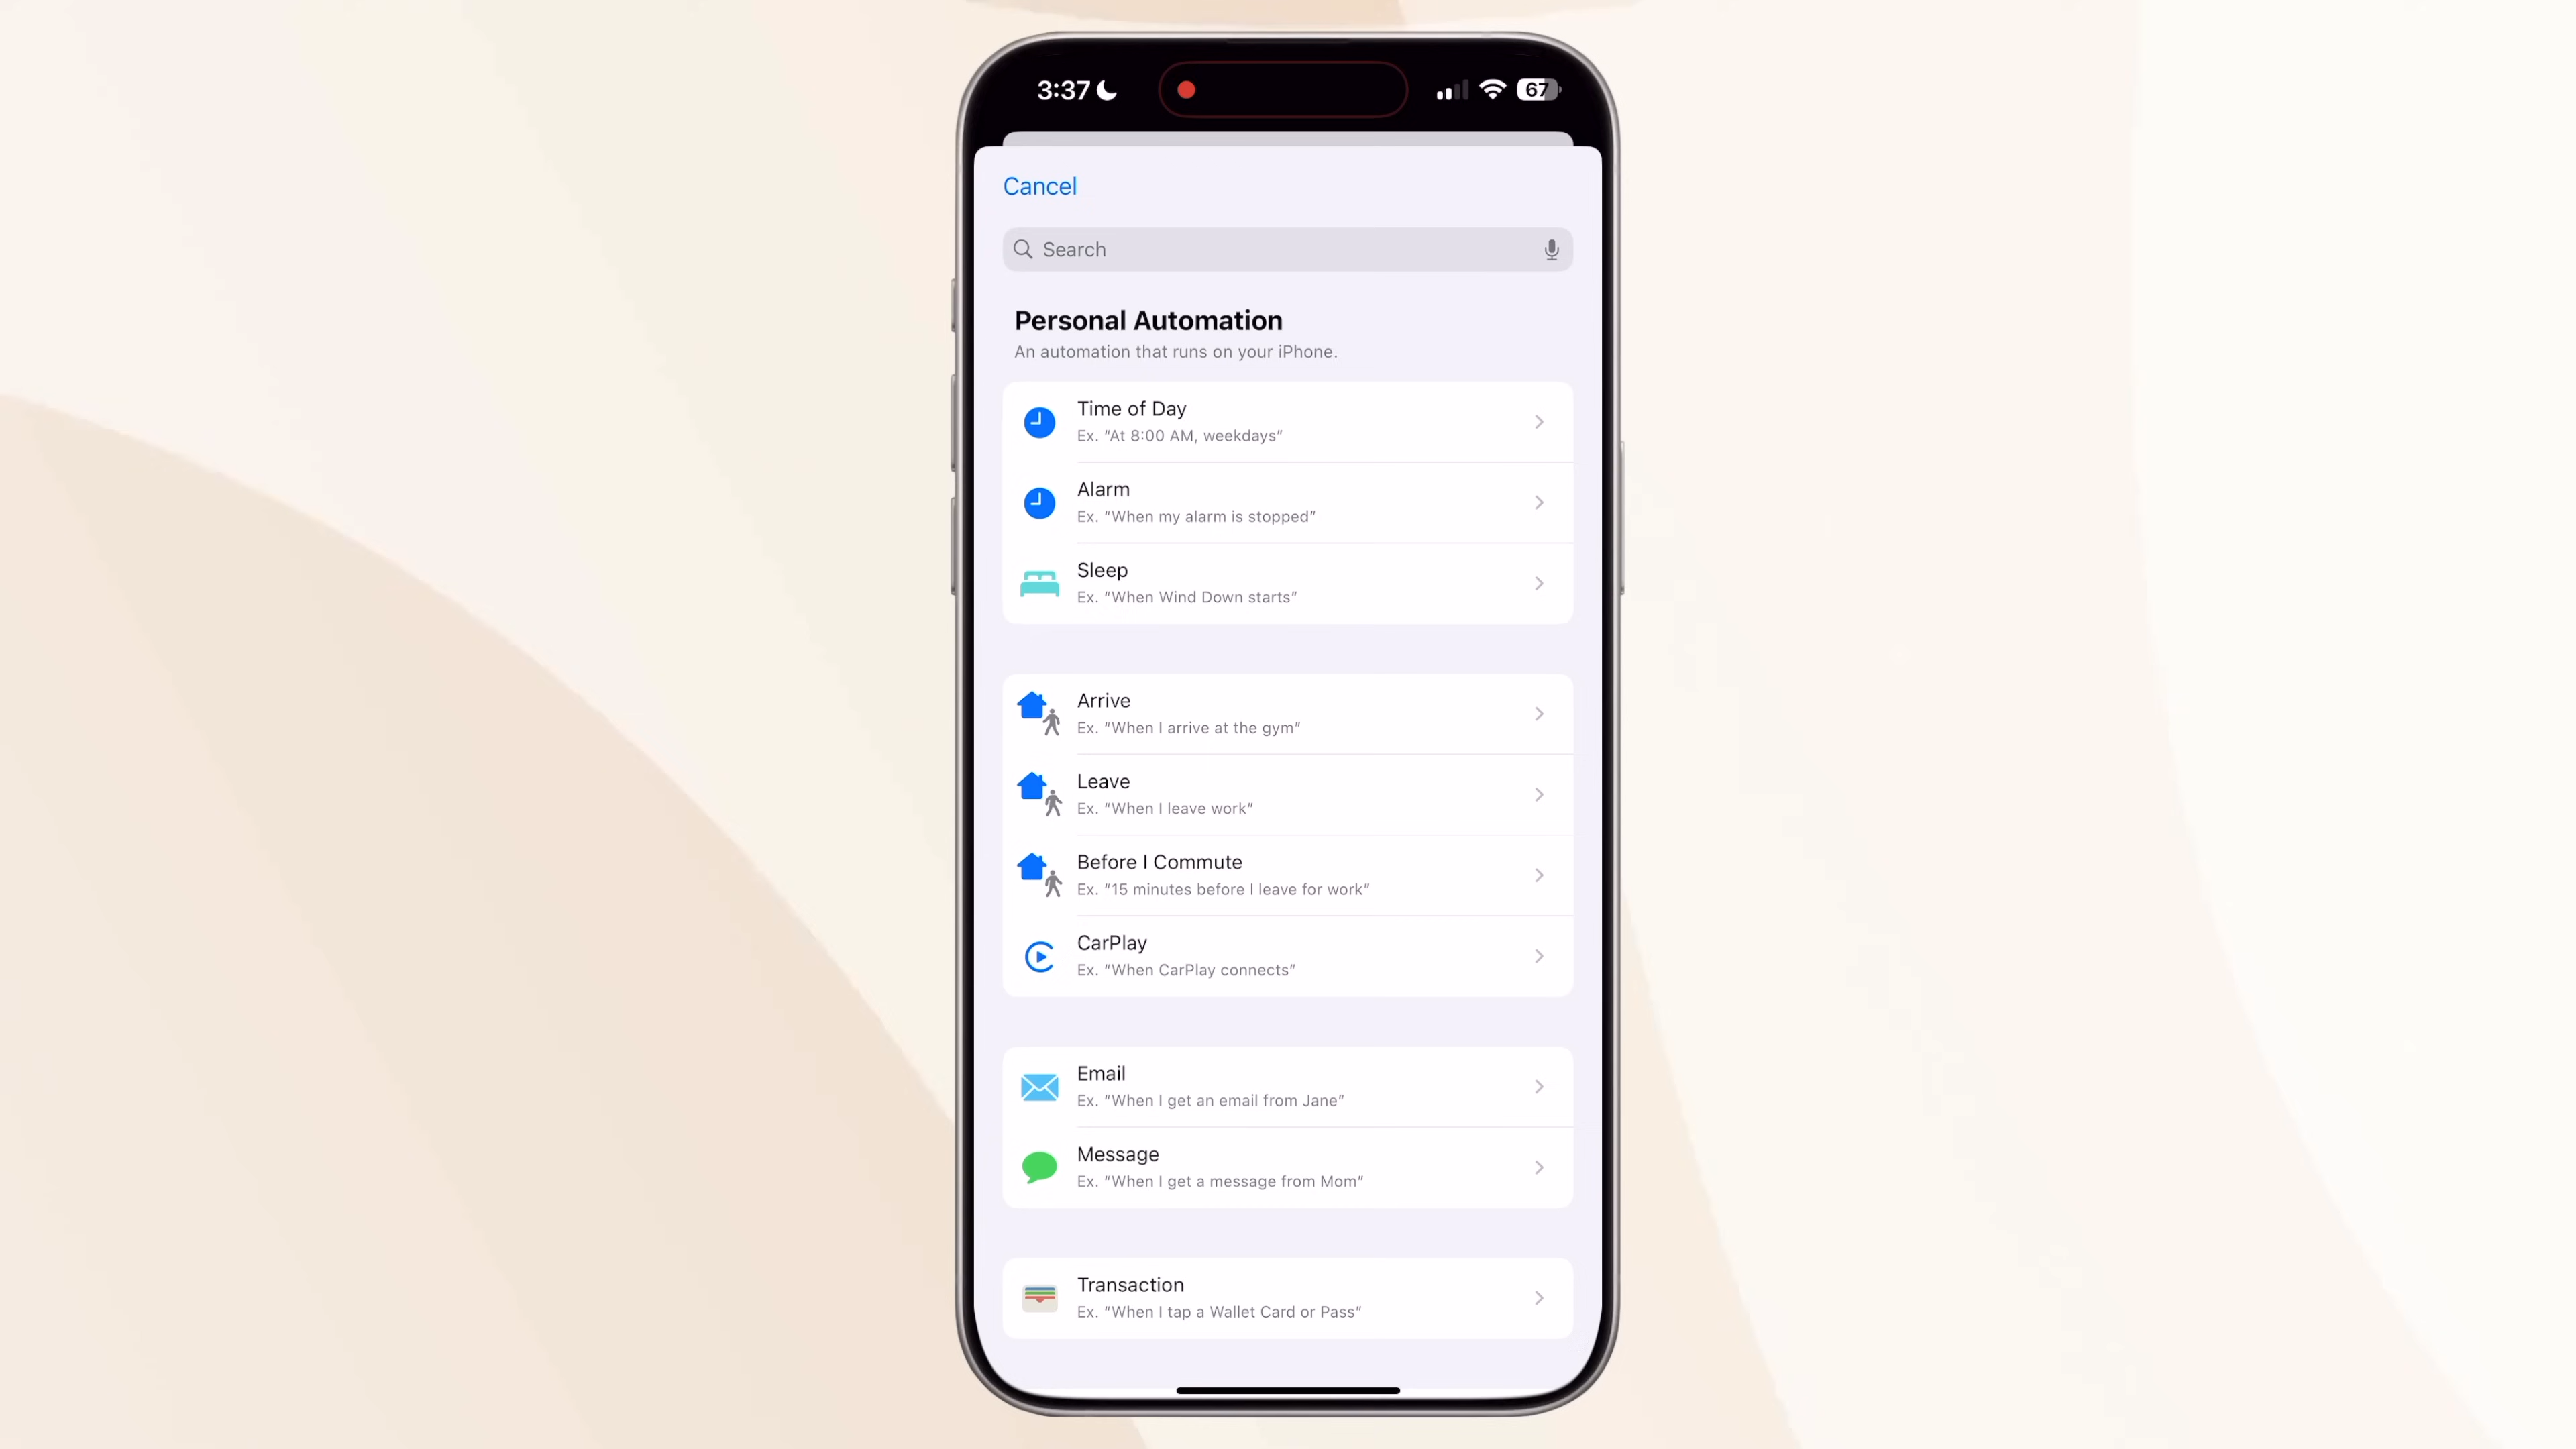 3:37
67
Cancel
Search
Personal Automation
An automation that runs on your iPhone.
Time of Day
Ex. “At 8:00 AM, weekdays”
Alarm
Ex. “When my alarm is stopped”
Sleep
Ex. “When Wind Down starts”
Arrive
Ex. “When I arrive at the gym”
Leave
Ex. “When I leave work”
Before I Commute
Ex. “15 minutes before I leave for work”
CarPlay
Ex. “When CarPlay connects”
Email
Ex. “When I get an email from Jane”
Message
Ex. “When I get a message from Mom”
Transaction
Ex. “When I tap a Wallet Card or Pass”